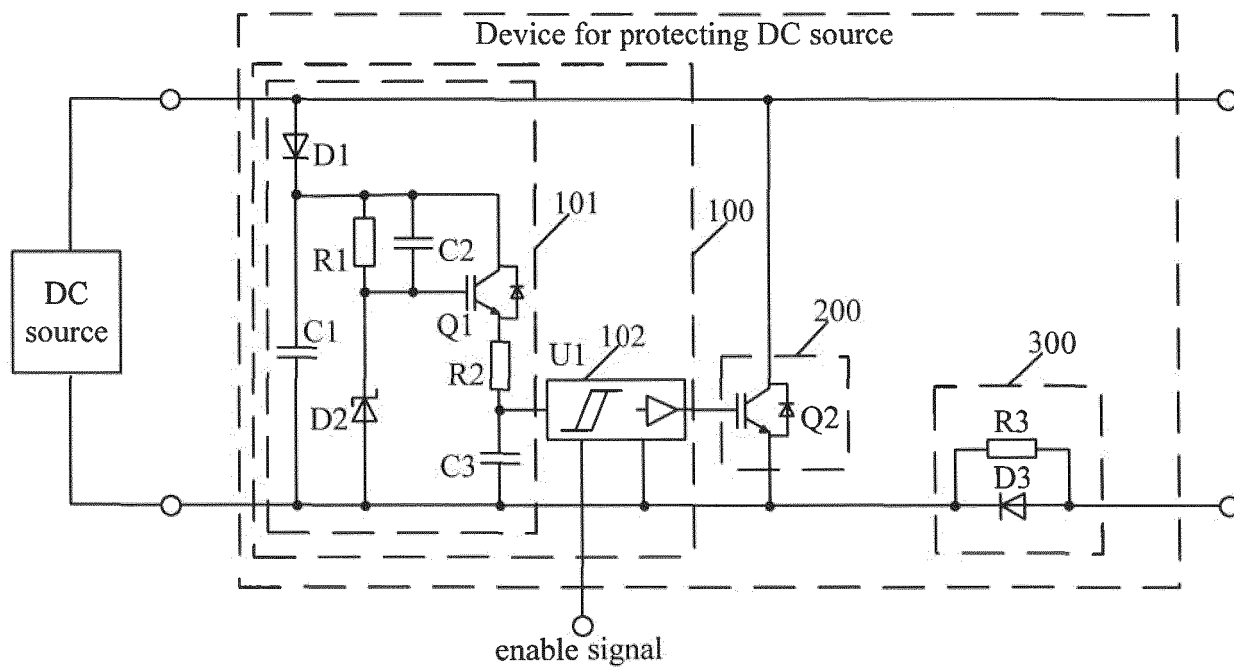 Device for protecting DC source
D1
101
100
R1
C2
DC
source
C1
Q1
200
U1
102
300
R2
D2
Q2
R3
C3
D3
enable signal